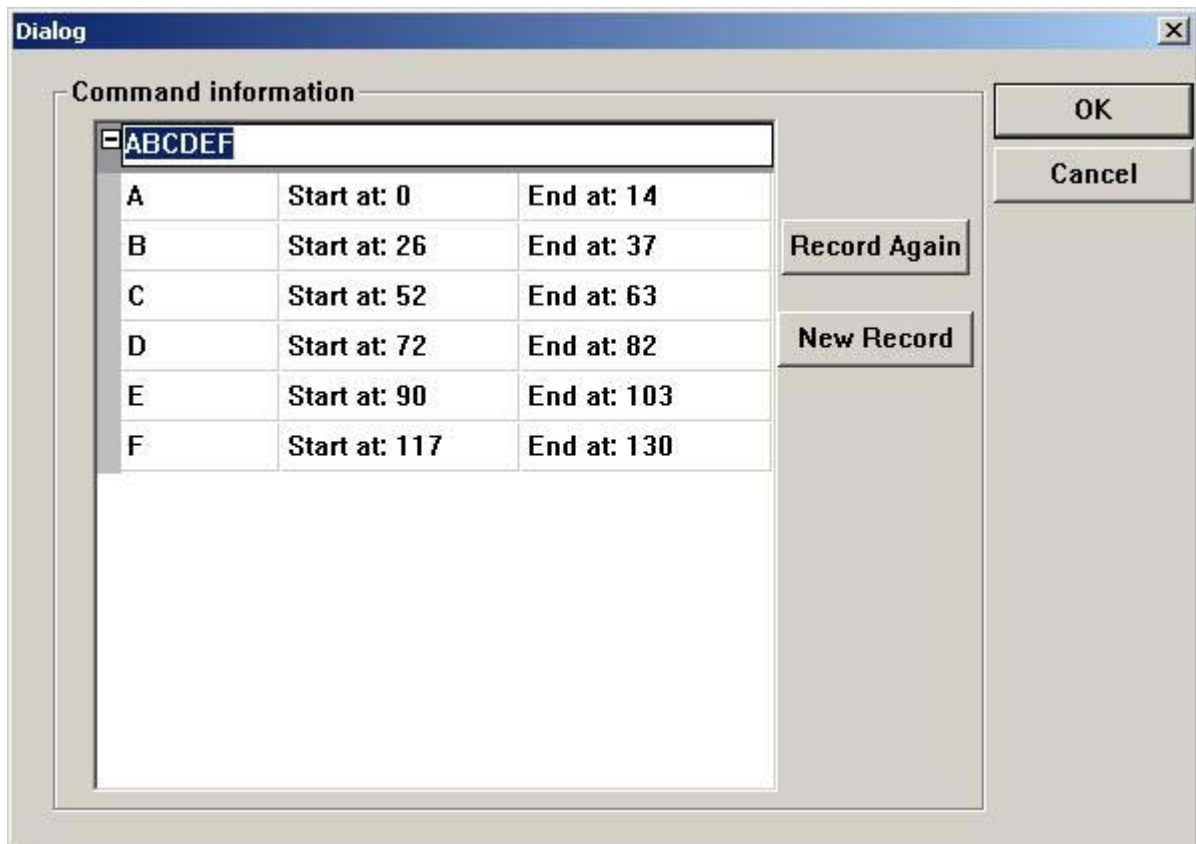 Dialog
Command information
OK
Cancel
ABCDEF
A Start at: 0 End at: 14
B Start at: 26 End at: 37
Record Again
C Start at: 52 End at: 63
D Start at: 72 End at: 82
New Record
E Start at: 90 End at: 103
F Start at: 117 End at: 130